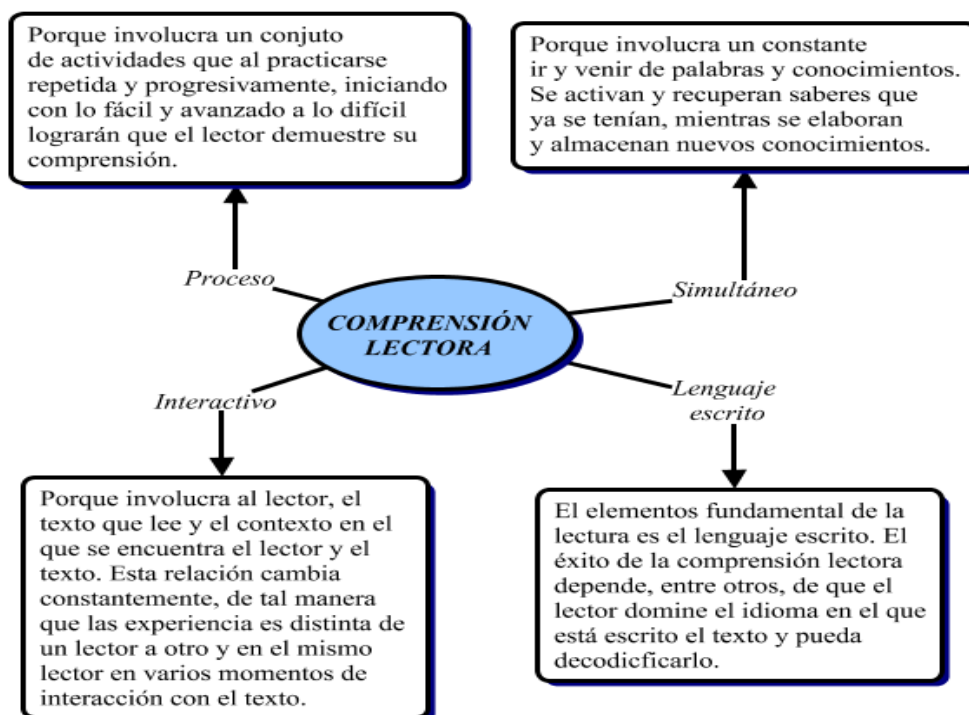 Porque involucra un conjunto
de actividades que al practicarse
repetida y progresivamente, iniciando
con lo fácil y avanzado a lo difícil
lograrán que el lector demuestre su
comprensión.
Porque involucra un constante
ir y venir de palabras y conocimientos.
Se activan y recuperan saberes que
ya se tenían, mientras se elaboran
y almacenan nuevos conocimientos.
Proceso
Simultáneo
COMPRENSIÓN
LECTORA
Interactivo
Lenguaje
escrito
Porque involucra al lector, el
texto que lee y el contexto en el
que se encuentra el lector y el
texto. Esta relación cambia
constantemente, de tal manera
que las experiencia es distinta de
un lector a otro y en el mismo
lector en varios momentos de
interacción con el texto.
El elementos fundamental de la
lectura es el lenguaje escrito. El
éxito de la comprensión lectora
depende, entre otros, de que el
lector domine el idioma en el que
está escrito el texto y pueda
decodicficarlo.